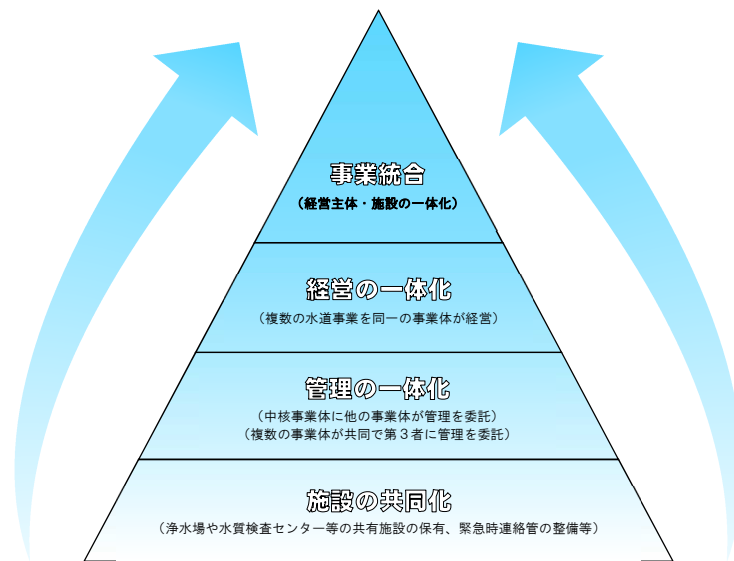 事業統合
（経営主体・施設の一体化）
経営の一体化
（複数の水道事業を同一の事業体が経営）
管理の一体化
（中核事業体に他の事業体が管理を委託）
（複数の事業体が共同で第３者に管理を委託）
施設の共同化
（浄水場や水質検査センター等の共有施設の保有、緊急時連絡管の整備等）